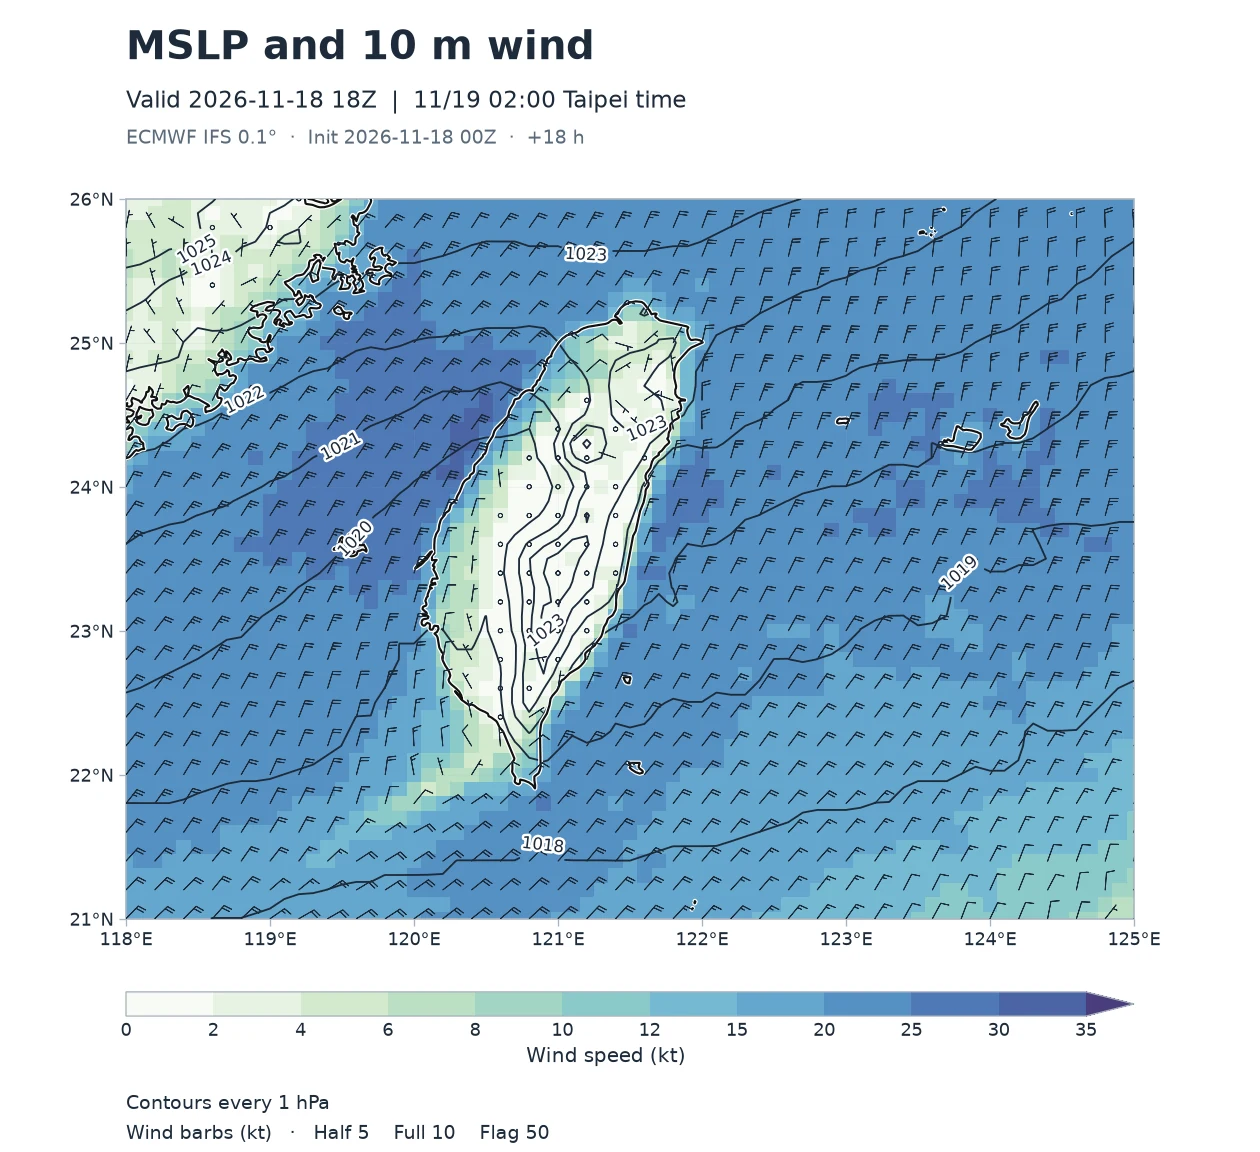 MSLP and 10 m wind
Valid 2026-11-18 18Z | 11/19 02:00 Taipei time
ECMWF IFS 0.1° · Init 2026-11-18 00Z · +18 h
26°N
25°N
24°N
23°N
22°N
21°N
1025
1024
1023
1022
1021
1023
1020
1019
1023
1018
118°E 119°E 120°E 121°E 122°E 123°E 124°E 125°E
0 2 4 6 8 10 12 15 20 25 30 35
Wind speed (kt)
Contours every 1 hPa
Wind barbs (kt) · Half 5 Full 10 Flag 50